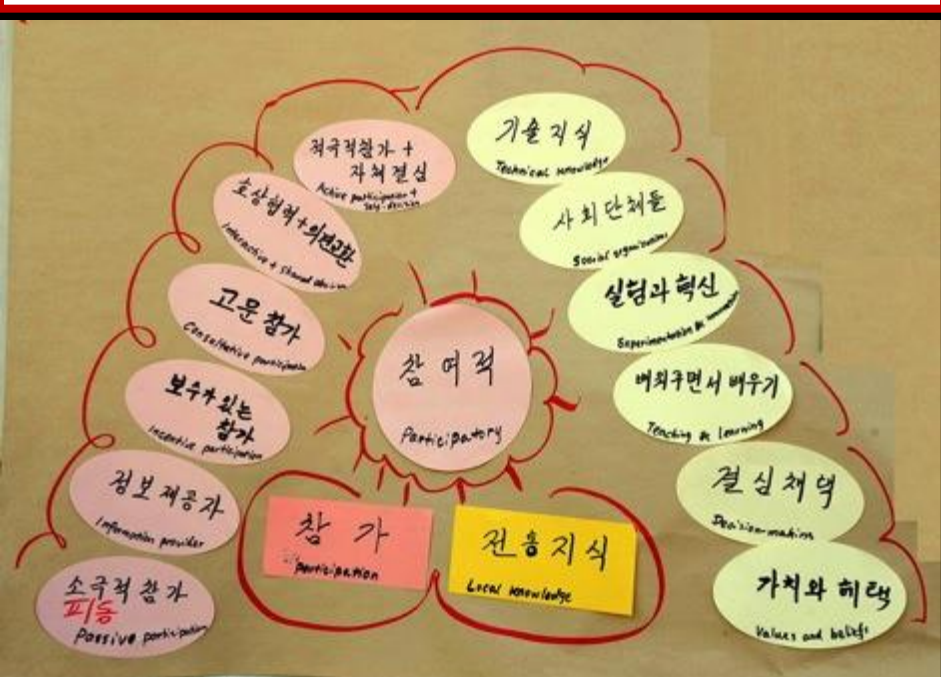 적극적참가 +
자체결심
Active participation +
self-decision
호상협력+의견교환
Interactive + shared
고문 참가
Consultative participation
보수가 있는
참가
Incentive participation
정보제공자
Information provider
소극적 참가
피동
Passive participation
참여적
Participatory
참가
participation
전통지식
Local knowledge
기술지식
Technical knowledge
사회단체들
Social organizations
실험과 혁신
Experimentation &
배워주면서 배우기
Teaching & learning
결심채택
Decision-making
가치와
Values and beliefs